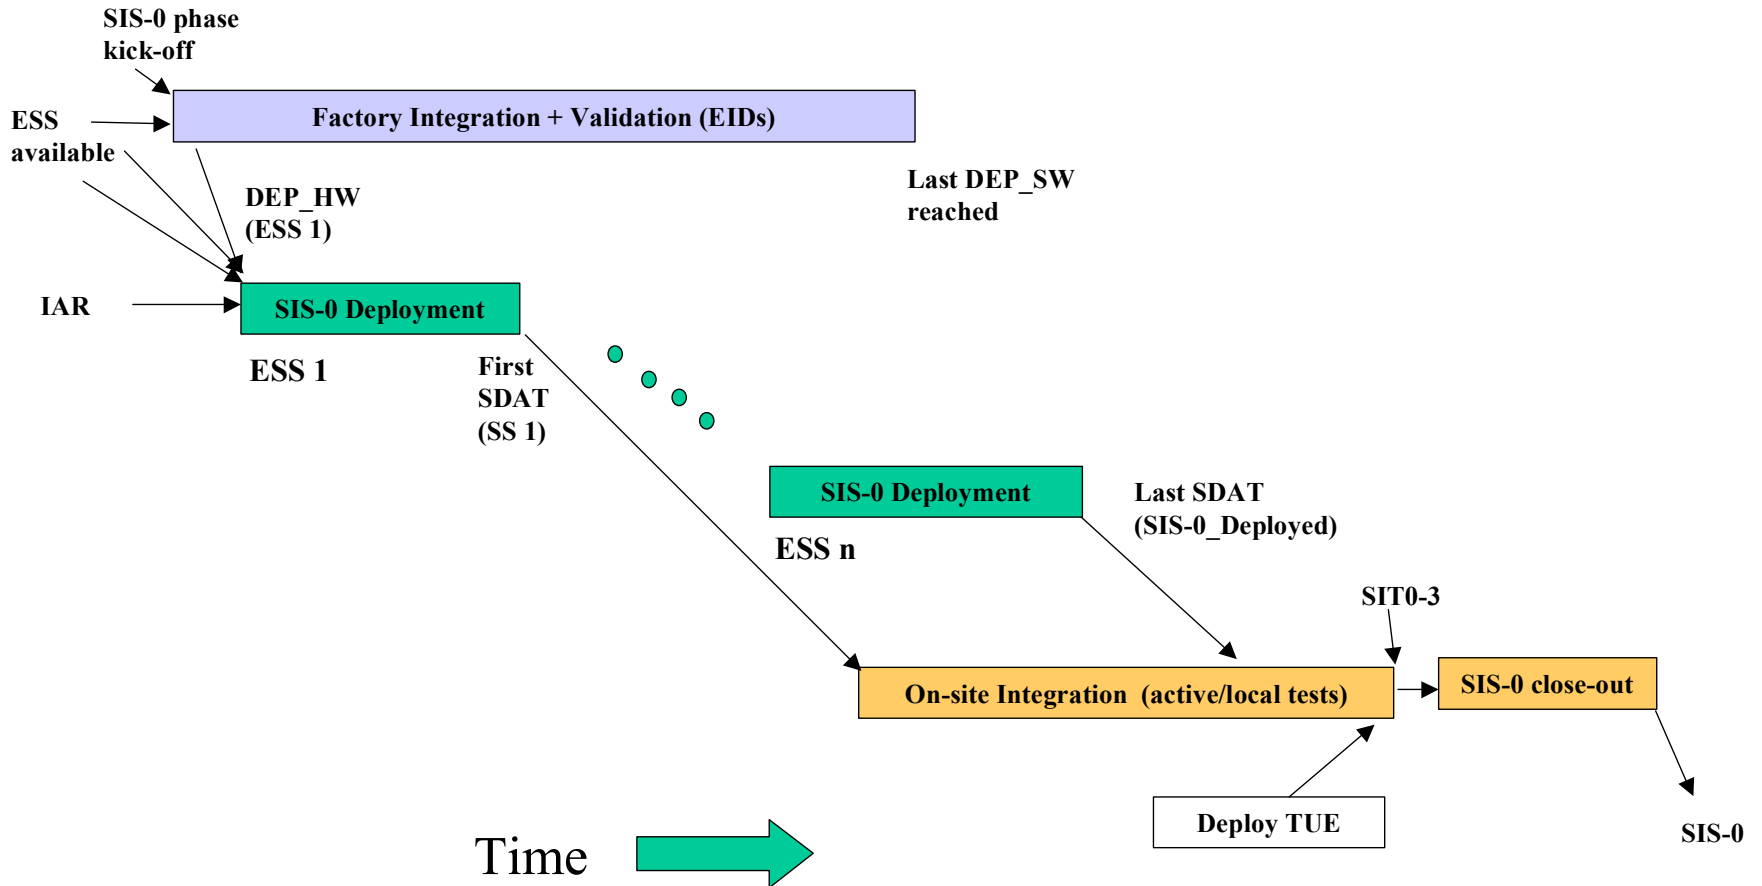 SIS-0 phase
kick-off
ESS
available
Factory Integration + Validation (EIDs)
DEP_HW
(ESS 1)
Last DEP_SW
reached
IAR
SIS-0 Deployment
ESS 1
First
SDAT
(SS 1)
SIS-0 Deployment
ESS n
Last SDAT
(SIS-0_Deployed)
SIT0-3
On-site Integration (active/local tests)
SIS-0 close-out
Deploy TUE
SIS-0
Time